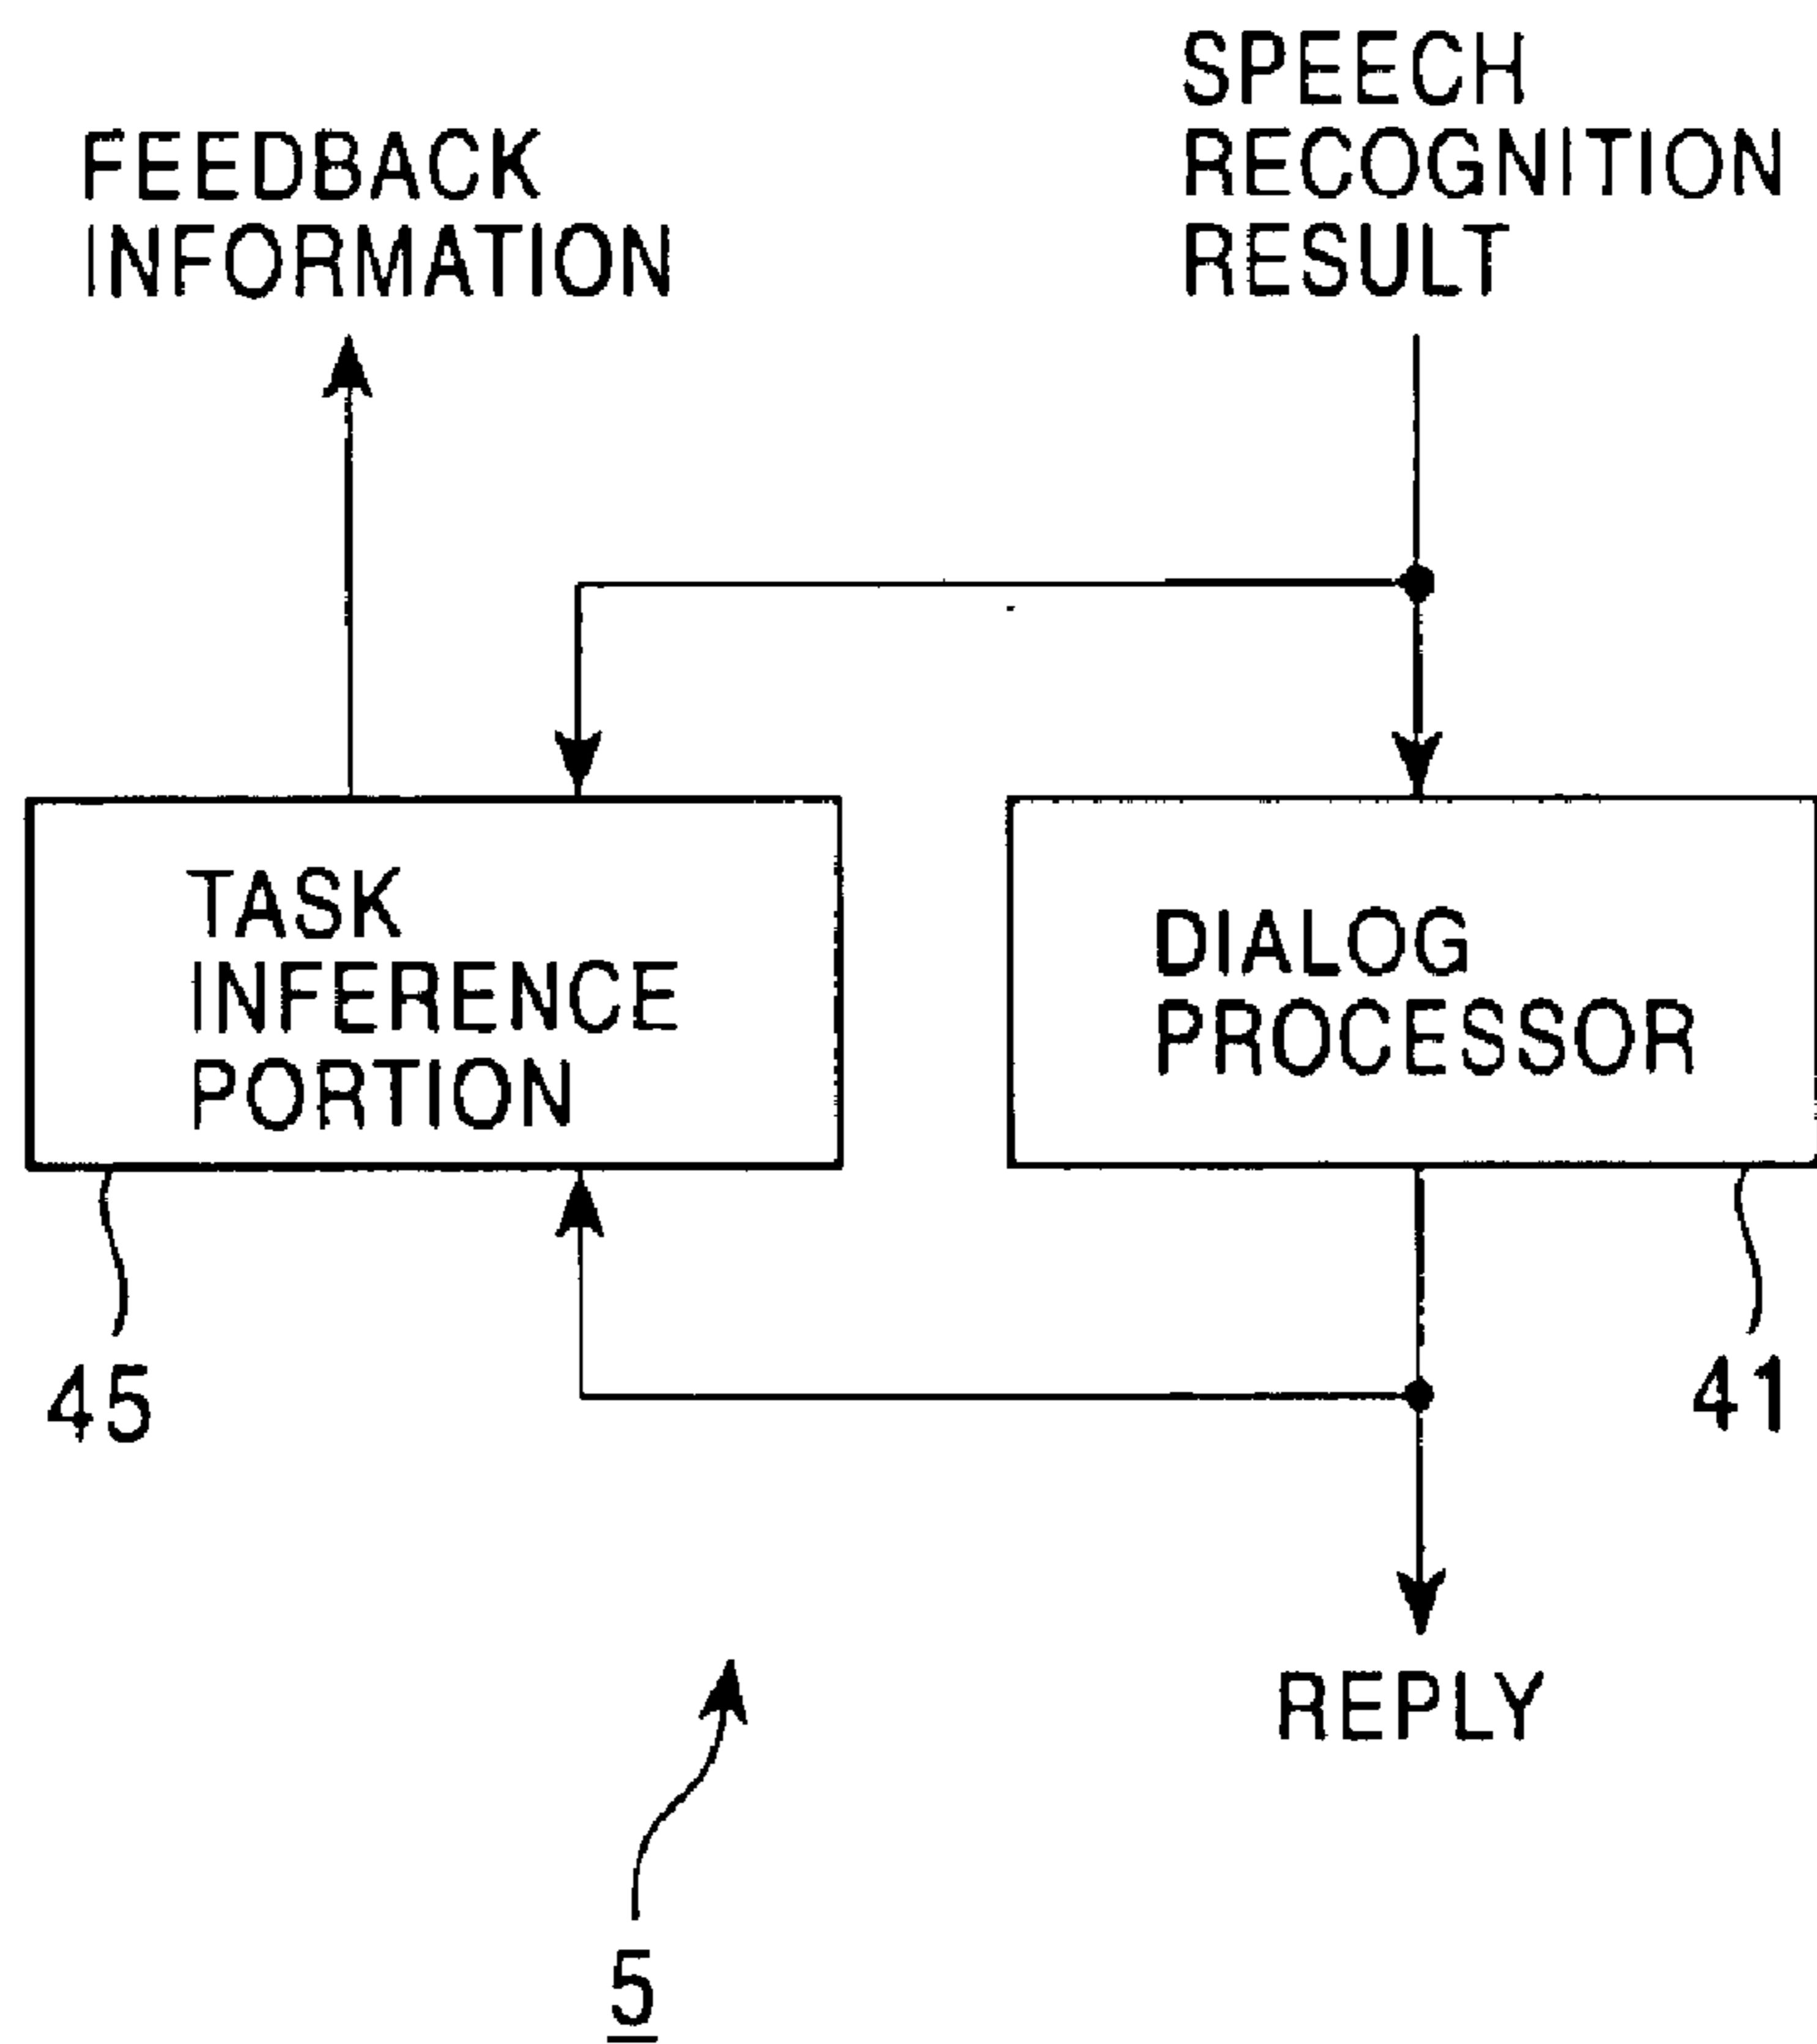 FEEDBACK
INFORMATION
SPEECH
RECOGNITION
RESULT
TASK
INFERENCE
PORTION
DIALOG
PROCESSOR
45
41
REPLY
5